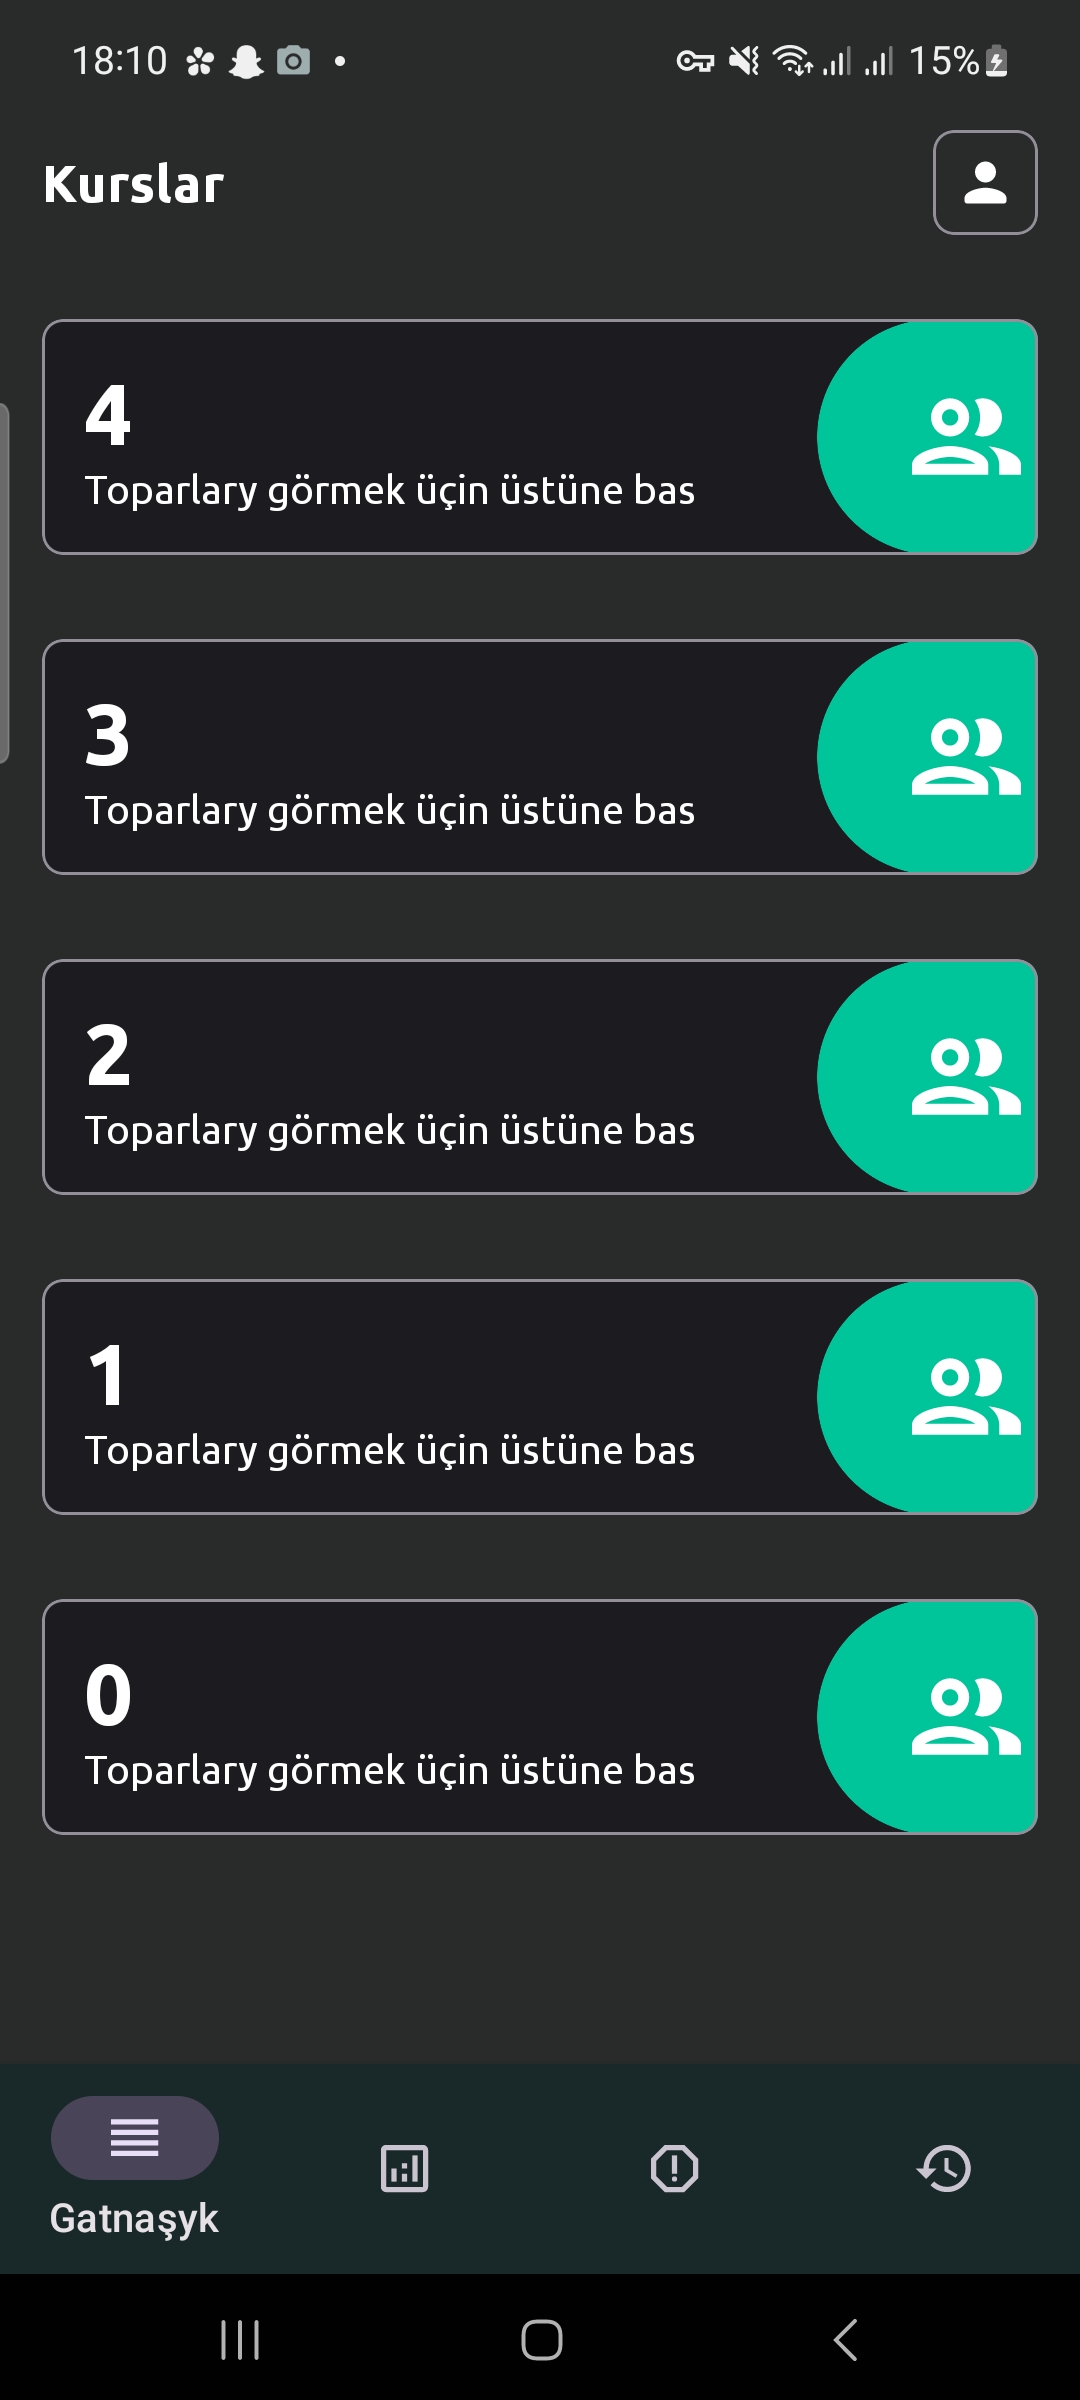 18:10
15%
Kurslar
4
Toparlary görmek üçin üstüne bas
3
Toparlary görmek üçin üstüne bas
2
Toparlary görmek üçin üstüne bas
1
Toparlary görmek üçin üstüne bas
0
Toparlary görmek üçin üstüne bas
Gatnaşyk